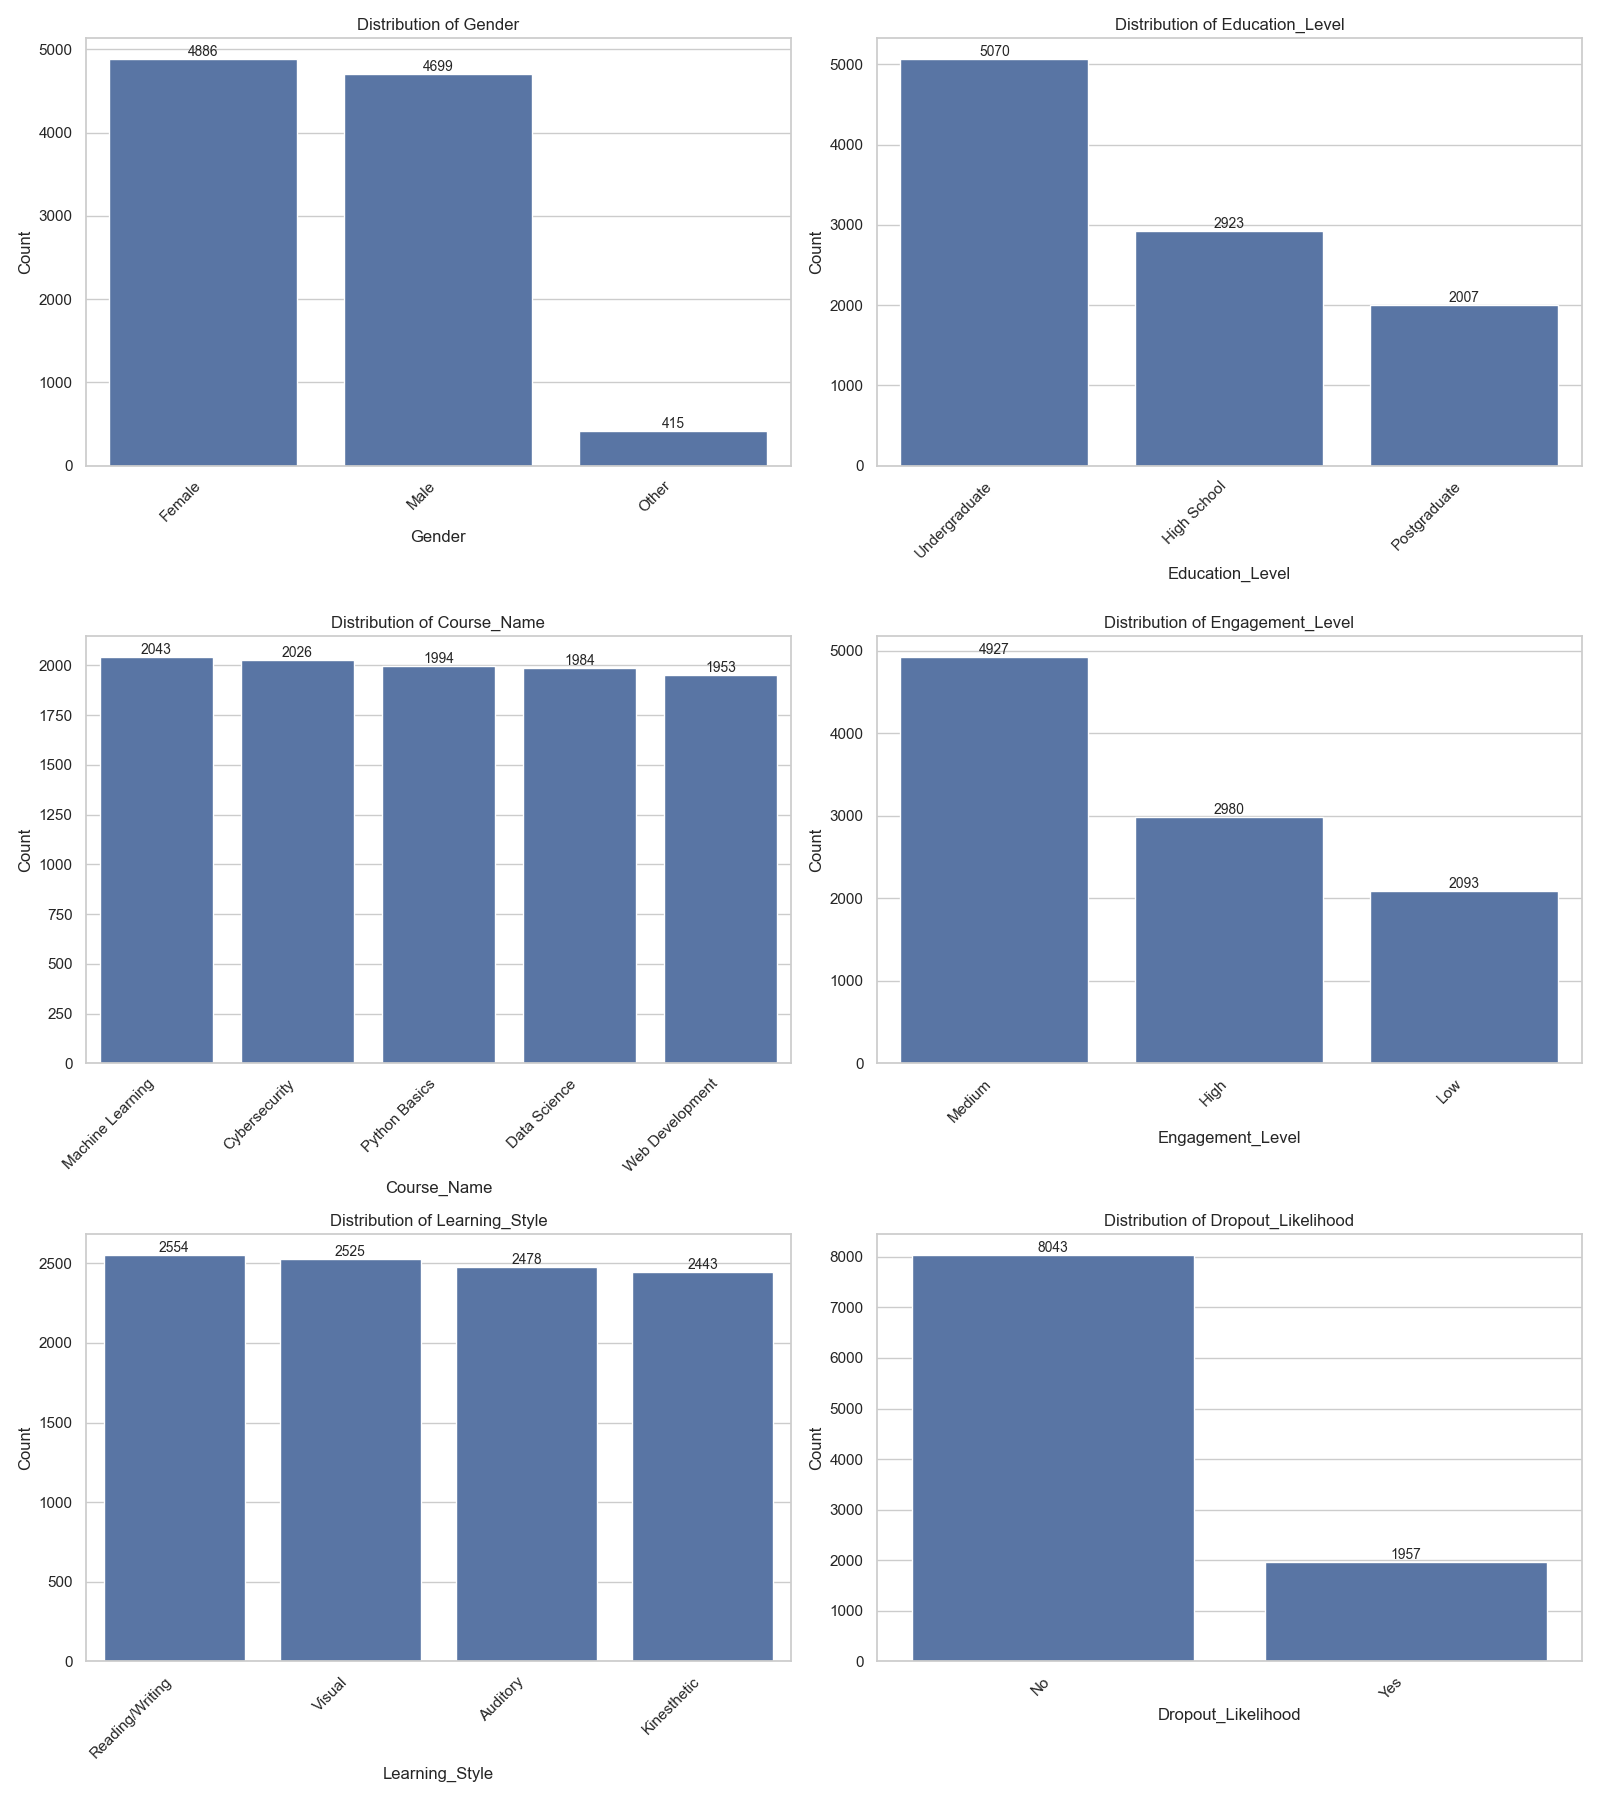 Distribution of Gender
5000
4000
3000
2000
1000
0
Count
4886
4699
415
Female
Male
Other
Gender
Distribution of Education_Level
5000
4000
3000
2000
1000
0
Count
5070
2923
2007
Undergraduate
High School
Postgraduate
Education_Level
Distribution of Course_Name
2000
1750
1500
1250
1000
750
500
250
0
Count
2043
2026
1994
1984
1953
Machine Learning
Cybersecurity
Python Basics
Data Science
Web Development
Course_Name
Distribution of Engagement_Level
5000
4000
3000
2000
1000
0
Count
4927
2980
2093
Medium
High
Low
Engagement_Level
Distribution of Learning_Style
2500
2000
1500
1000
500
0
Count
2554
2525
2478
2443
Reading/Writing
Visual
Auditory
Kinesthetic
Learning_Style
Distribution of Dropout_Likelihood
8000
7000
6000
5000
4000
3000
2000
1000
0
Count
8043
1957
No
Yes
Dropout_Likelihood